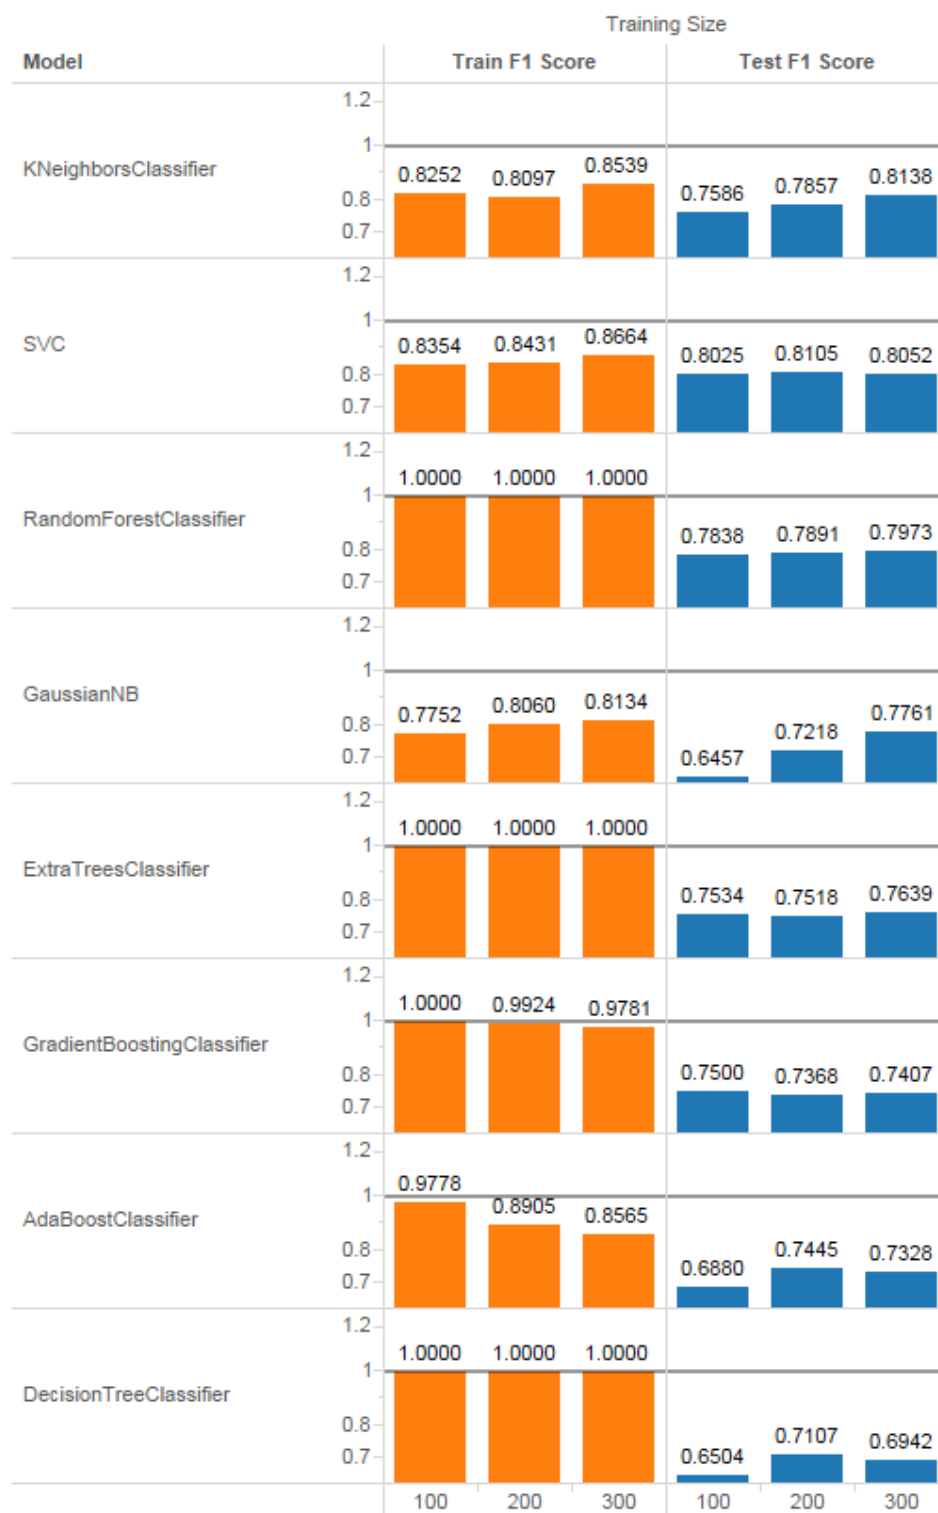 Training Size
Model Train F1 Score Test F1 Score
KNeighborsClassifier
1.2
1
0.8
0.7
0.8252 0.8097 0.8539 0.7586 0.7857 0.8138
SVC
1.2
1
0.8
0.7
0.8354 0.8431 0.8664 0.8025 0.8105 0.8052
RandomForestClassifier
1.2
1
0.8
0.7
1.0000 1.0000 1.0000 0.7838 0.7891 0.7973
GaussianNB
1.2
1
0.8
0.7
0.7752 0.8060 0.8134 0.6457 0.7218 0.7761
ExtraTreesClassifier
1.2
1
0.8
0.7
1.0000 1.0000 1.0000 0.7534 0.7518 0.7639
GradientBoostingClassifier
1.2
1
0.8
0.7
1.0000 0.9924 0.9781 0.7500 0.7368 0.7407
AdaBoostClassifier
1.2
1
0.8
0.7
0.9778 0.8905 0.8565 0.6880 0.7445 0.7328
DecisionTreeClassifier
1.2
1
0.8
0.7
1.0000 1.0000 1.0000 0.6504 0.7107 0.6942
100 200 300 100 200 300